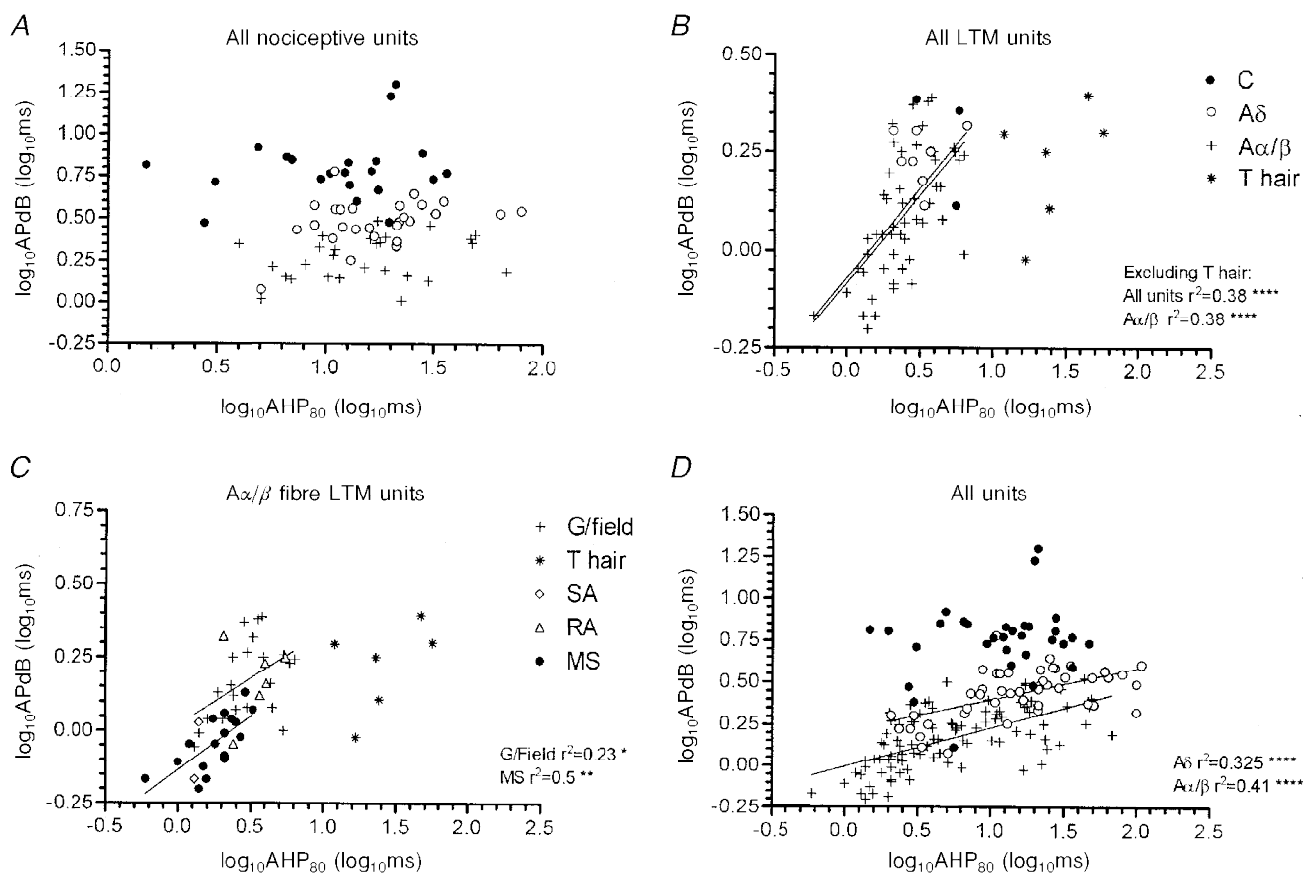 A
All nociceptive units
1.50
1.25
1.00
0.75
0.50
0.25
0.00
-0.25
log₁₀APdB (log₁₀ms)
0.0 0.5 1.0 1.5 2.0
log₁₀AHP₈₀ (log₁₀ms)
B
All LTM units
0.50
0.25
0.00
-0.25
log₁₀APdB (log₁₀ms)
-0.5 0.0 0.5 1.0 1.5 2.0 2.5
log₁₀AHP₈₀ (log₁₀ms)
C
Aδ
Aα/β
T hair
Excluding T hair:
All units r²=0.38 ****
Aα/β r²=0.38 ****
C
Aα/β fibre LTM units
0.75
0.50
0.25
0.00
-0.25
log₁₀APdB (log₁₀ms)
-0.5 0.0 0.5 1.0 1.5 2.0 2.5
log₁₀AHP₈₀ (log₁₀ms)
G/field
T hair
SA
RA
MS
G/Field r²=0.23 *
MS r²=0.5 **
D
All units
1.50
1.25
1.00
0.75
0.50
0.25
0.00
-0.25
log₁₀APdB (log₁₀ms)
-0.5 0.0 0.5 1.0 1.5 2.0 2.5
log₁₀AHP₈₀ (log₁₀ms)
Aδ r²=0.325 ****
Aα/β r²=0.41 ****